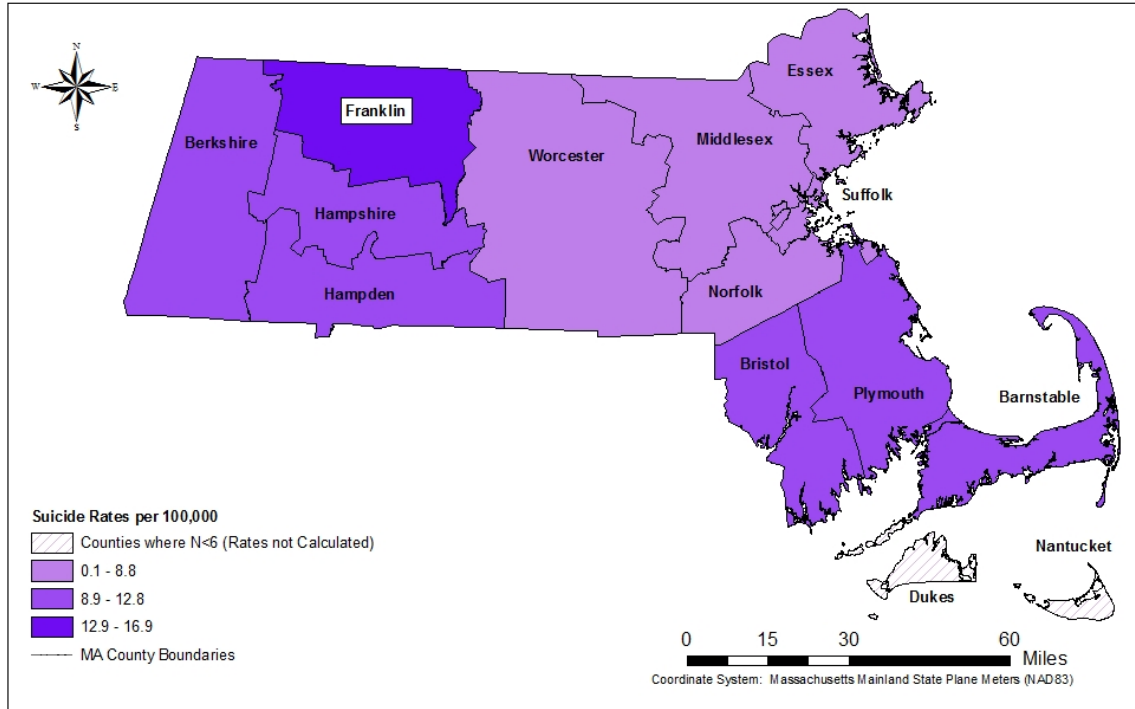 N
W
E
S
Essex
Franklin
Berkshire
Worcester
Middlesex
Suffolk
Hampshire
Hampden
Norfolk
Bristol
Plymouth
Barnstable
Suicide Rates per 100,000
Counties where N<6 (Rates not Calculated)
0.1 - 8.8
8.9 - 12.8
12.9 - 16.9
MA County Boundaries
Nantucket
Dukes
0 15 30 60
Miles
Coordinate System: Massachusetts Mainland State Plane Meters (NAD83)